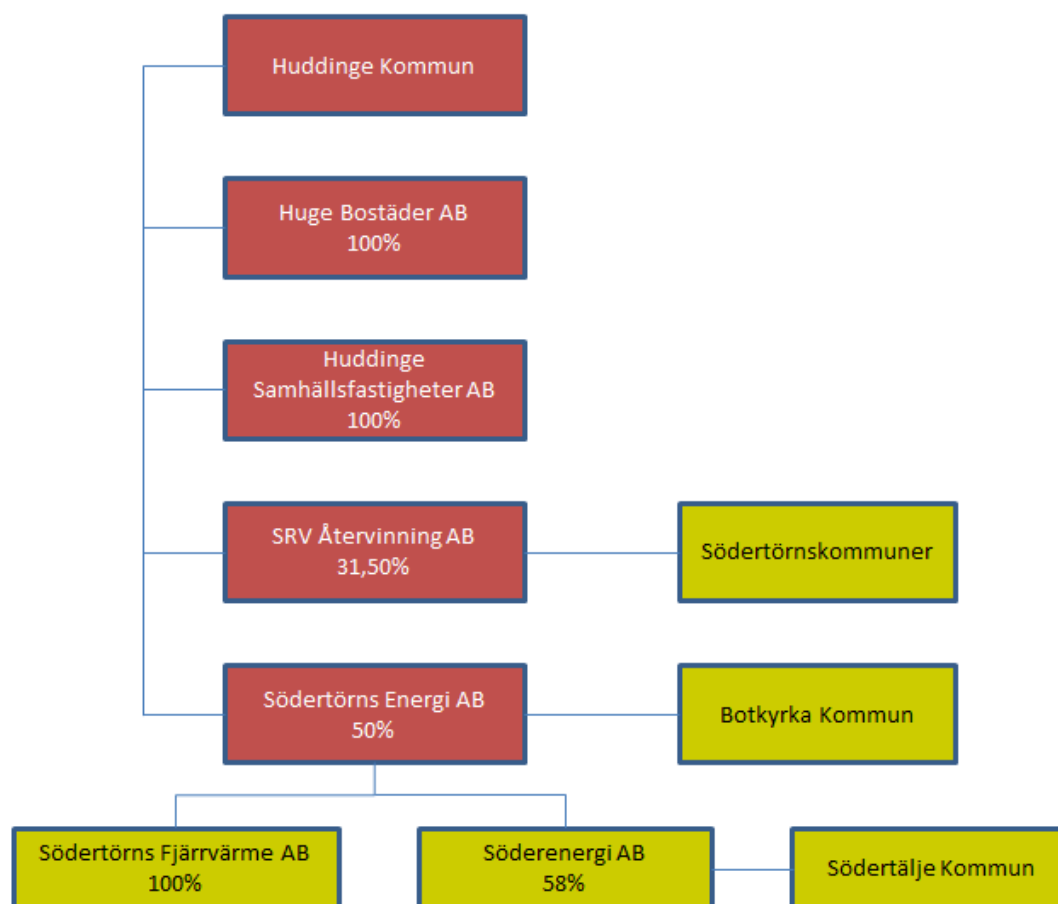 Huddinge Kommun
Huge Bostäder AB
100%
Huddinge
Samhällsfastigheter AB
100%
SRV Återvinning AB
31,50%
Södertörnskommuner
Södertörns Energi AB
50%
Botkyrka Kommun
Södertörns Fjärrvärme AB
100%
Söderenergi AB
58%
Södertälje Kommun